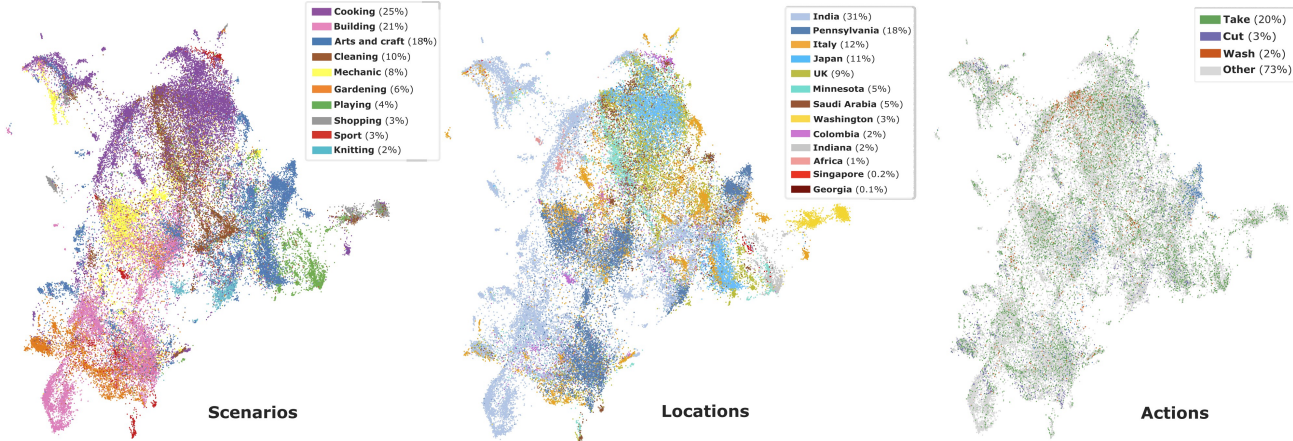 Cooking (25%)
Building (21%)
Arts and craft (18%)
Cleaning (10%)
Mechanic (8%)
Gardening (6%)
Playing (4%)
Shopping (3%)
Sport (3%)
Knitting (2%)
Scenarios
India (31%)
Pennsylvania (18%)
Italy (12%)
Japan (11%)
UK (9%)
Minnesota (5%)
Saudi Arabia (5%)
Washington (3%)
Colombia (2%)
Indiana (2%)
Africa (1%)
Singapore (0.2%)
Georgia (0.1%)
Locations
Take (20%)
Cut (3%)
Wash (2%)
Other (73%)
Actions